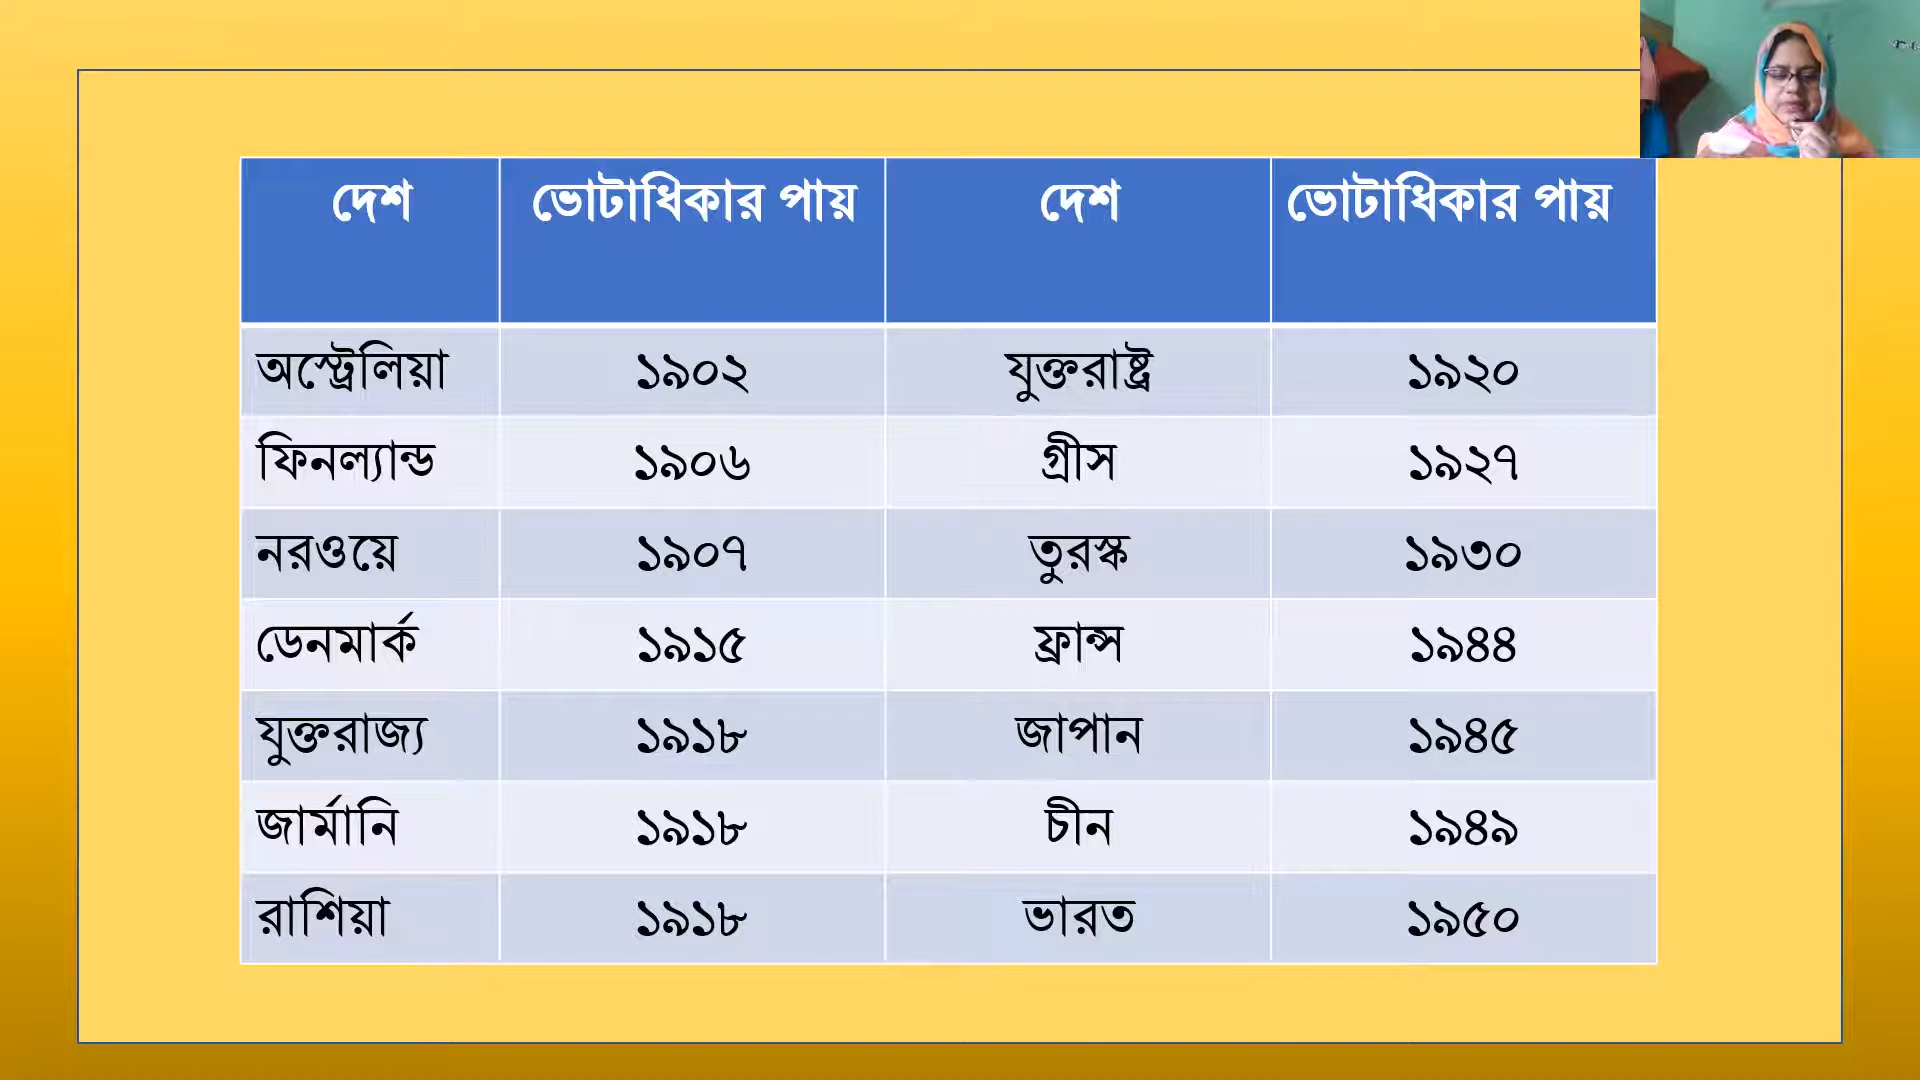 দেশ ভোটাধিকার পায় দেশ ভোটাধিকার পায়
অস্ট্রেলিয়া ১৯০২ যুক্তরাষ্ট্র ১৯২০
ফিনল্যান্ড ১৯০৬ গ্রীস ১৯২৭
নরওয়ে ১৯০৭ তুরস্ক ১৯৩০
ডেনমার্ক ১৯১৫ ফ্রান্স ১৯৪৪
যুক্তরাজ্য ১৯১৮ জাপান ১৯৪৫
জার্মানি ১৯১৮ চীন ১৯৪৯
রাশিয়া ১৯১৮ ভারত ১৯৫০